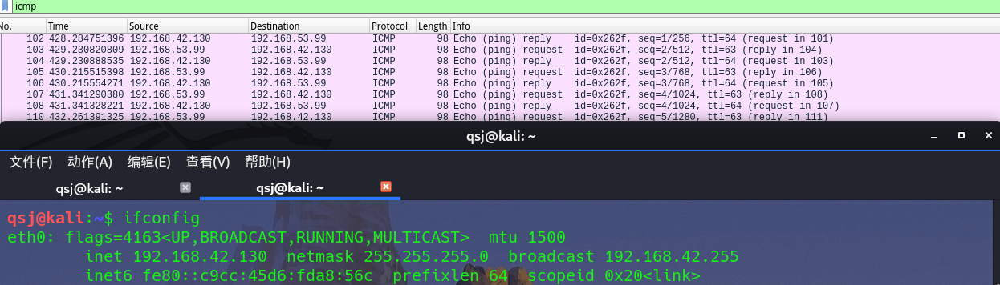 icmp
No. Time Source Destination Protocol Length Info
102 428.284751396 192.168.42.130 192.168.53.99 ICMP 98 Echo (ping) reply id=0x262f, seq=1/256, ttl=64 (request in 101)
103 429.230820809 192.168.53.99 192.168.42.130 ICMP 98 Echo (ping) request id=0x262f, seq=2/512, ttl=63 (reply in 104)
104 429.230888535 192.168.42.130 192.168.53.99 ICMP 98 Echo (ping) reply id=0x262f, seq=2/512, ttl=64 (request in 103)
105 430.215515398 192.168.53.99 192.168.42.130 ICMP 98 Echo (ping) request id=0x262f, seq=3/768, ttl=63 (reply in 106)
106 430.215554271 192.168.42.130 192.168.53.99 ICMP 98 Echo (ping) reply id=0x262f, seq=3/768, ttl=64 (request in 105)
107 431.341290380 192.168.53.99 192.168.42.130 ICMP 98 Echo (ping) request id=0x262f, seq=4/1024, ttl=63 (reply in 108)
108 431.341328221 192.168.42.130 192.168.53.99 ICMP 98 Echo (ping) reply id=0x262f, seq=4/1024, ttl=64 (request in 107)
110 432.261391325 192.168.53.99 192.168.42.130 ICMP 98 Echo (ping) request id=0x262f, seq=5/1280, ttl=63 (reply in 111)
qsj@kali: ~
文件(F) 动作(A) 编辑(E) 查看(V) 帮助(H)
qsj@kali: ~ qsj@kali: ~
qsj@kali:~$ ifconfig
eth0: flags=4163<UP,BROADCAST,RUNNING,MULTICAST> mtu 1500
inet 192.168.42.130 netmask 255.255.255.0 broadcast 192.168.42.255
inet6 fe80::c9cc:45d6:fda8:56c prefixlen 64 scopeid 0x20<link>